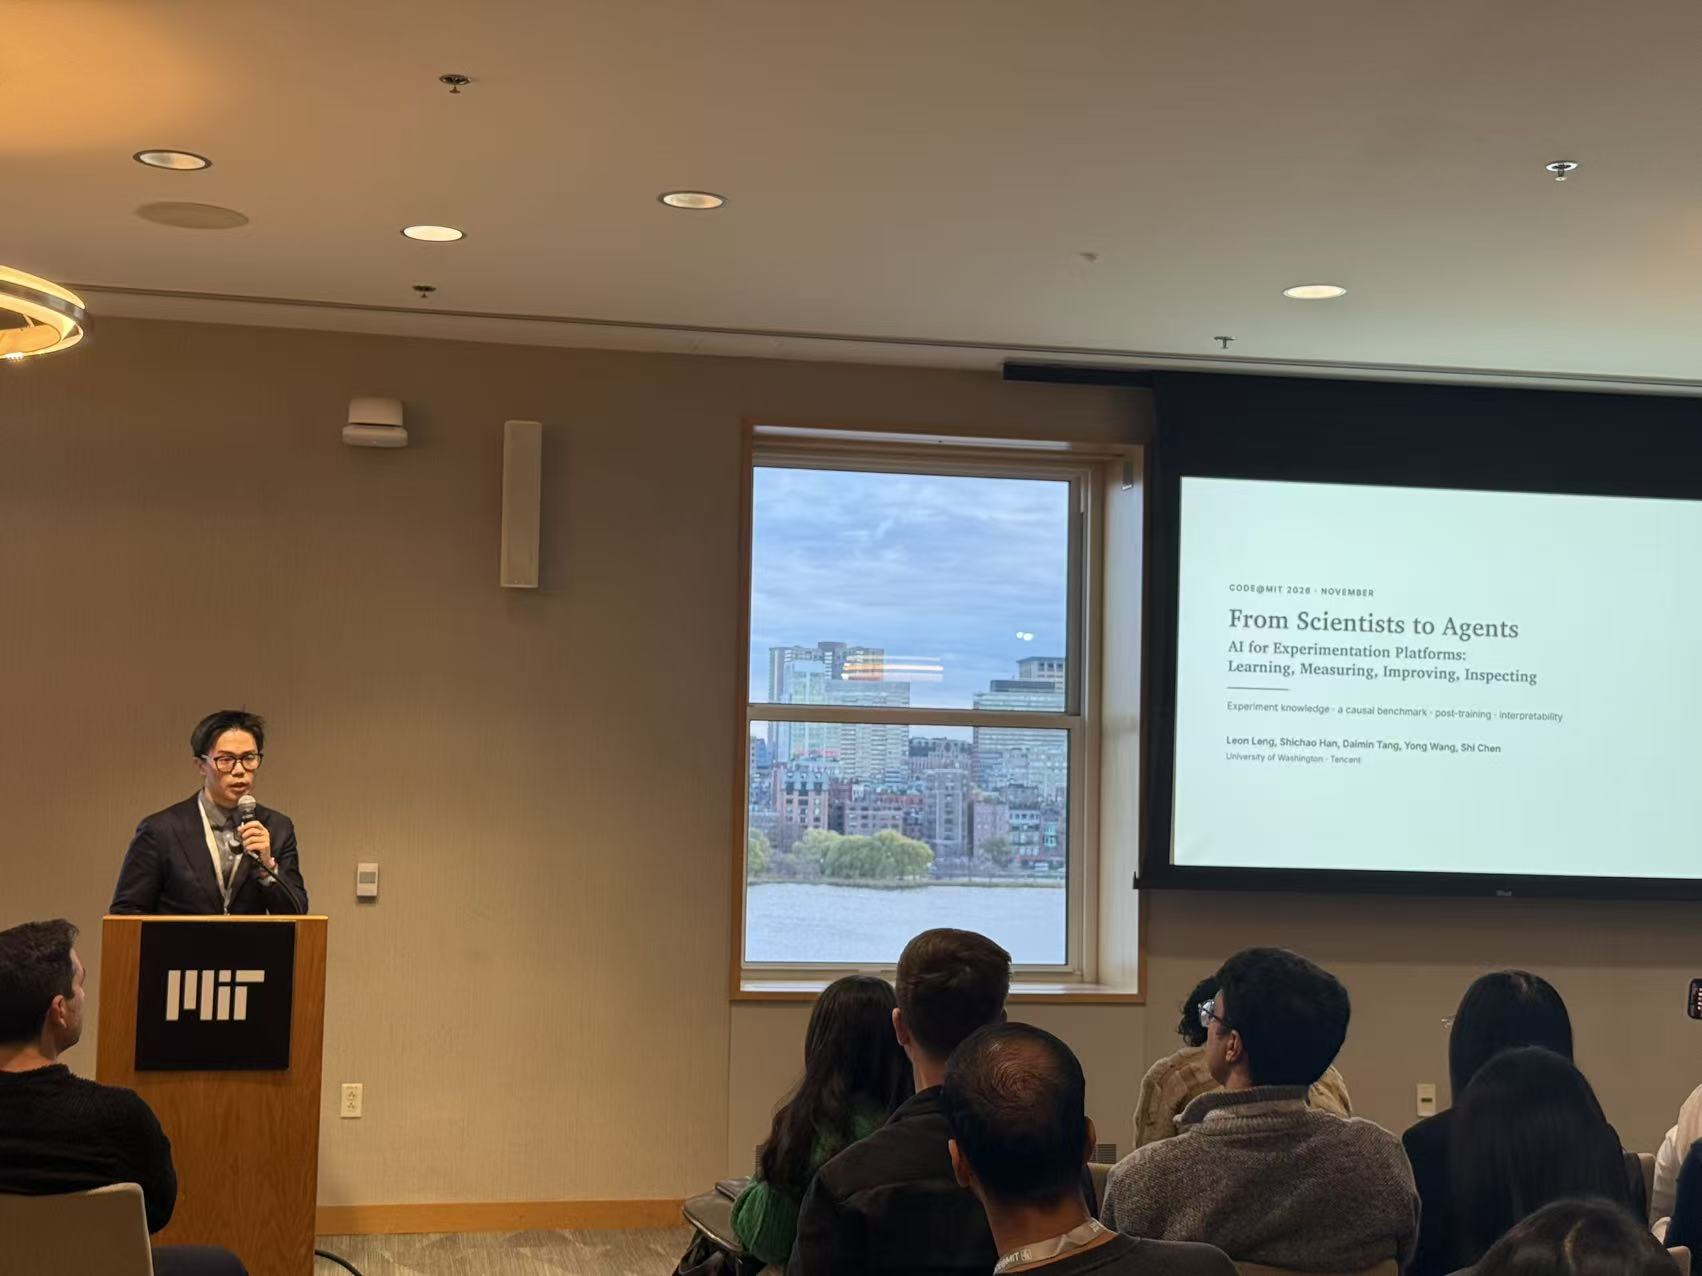 CODE@MIT 2026 · NOVEMBER
From Scientists to Agents
AI for Experimentation Platforms:
Learning, Measuring, Improving, Inspecting
Experiment knowledge · a causal benchmark · post-training · interpretability
Leon Leng, Shichao Han, Daimin Tang, Yong Wang, Shi Chen
University of Washington · Tencent
MIT